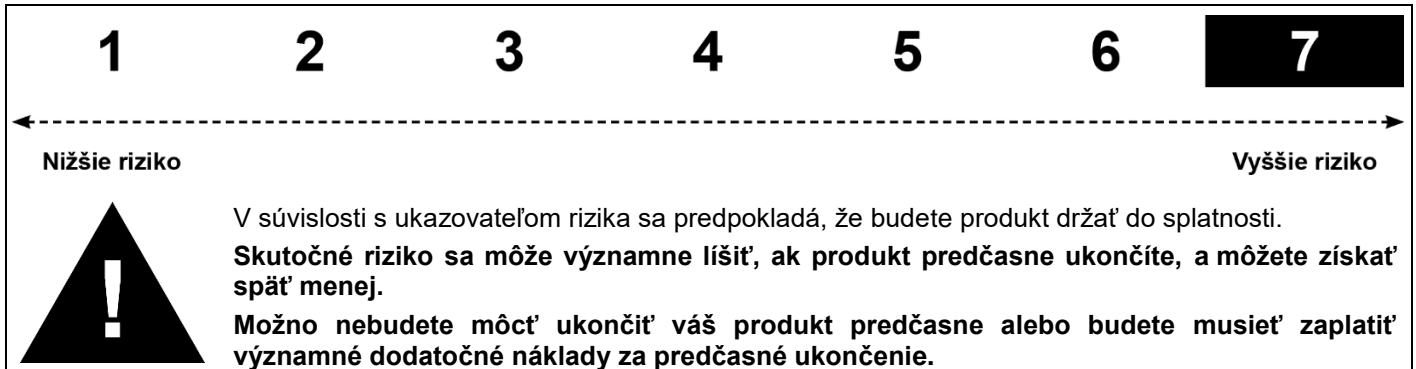 1 2 3 4 5 6 7
Nižšie riziko Vyššie riziko
V súvislosti s ukazovateľom rizika sa predpokladá, že budete produkt držať do splatnosti.
Skutočné riziko sa môže významne líšiť, ak produkt predčasne ukončíte, a môžete získať
späť menej.
Možno nebudete môcť ukončiť váš produkt predčasne alebo budete musieť zaplatiť
významné dodatočné náklady za predčasné ukončenie.
!